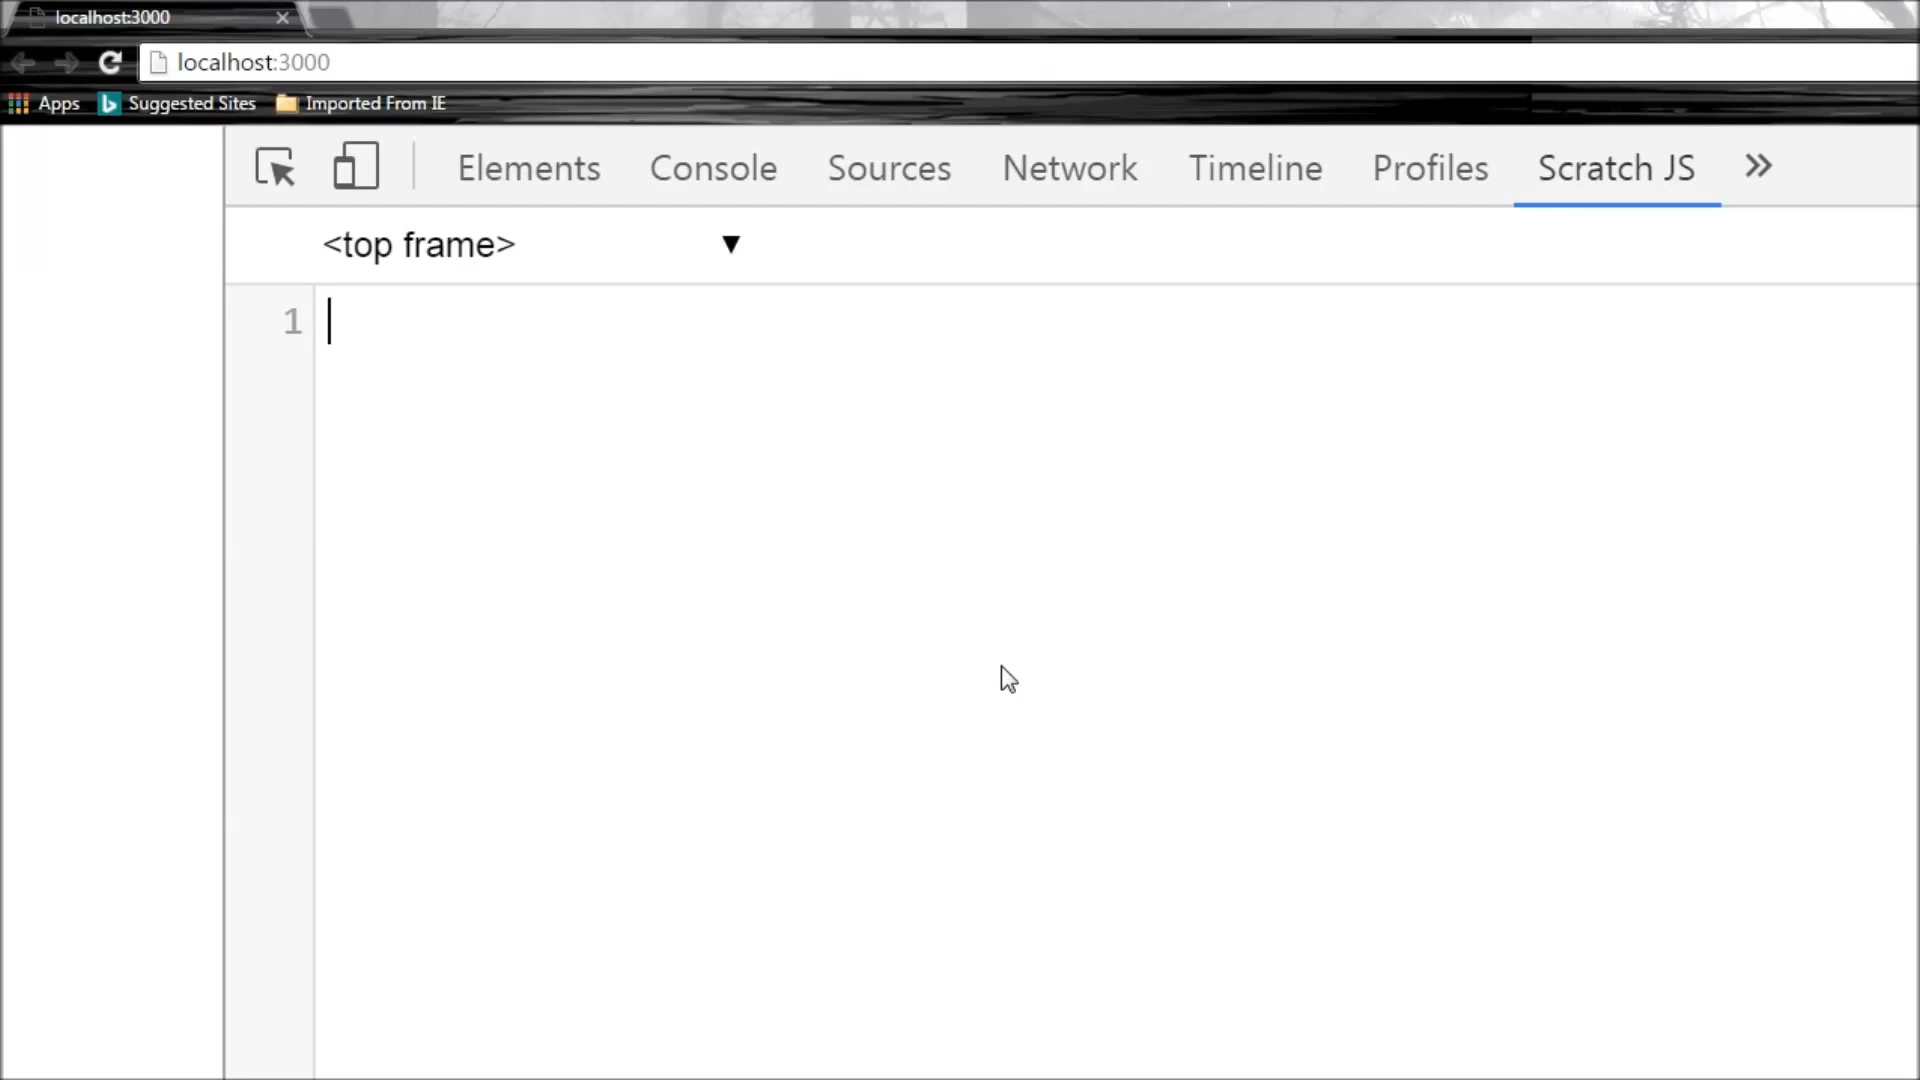 localhost:3000
localhost:3000
Apps Suggested Sites Imported From IE
Elements Console Sources Network Timeline Profiles Scratch JS
<top frame>
1